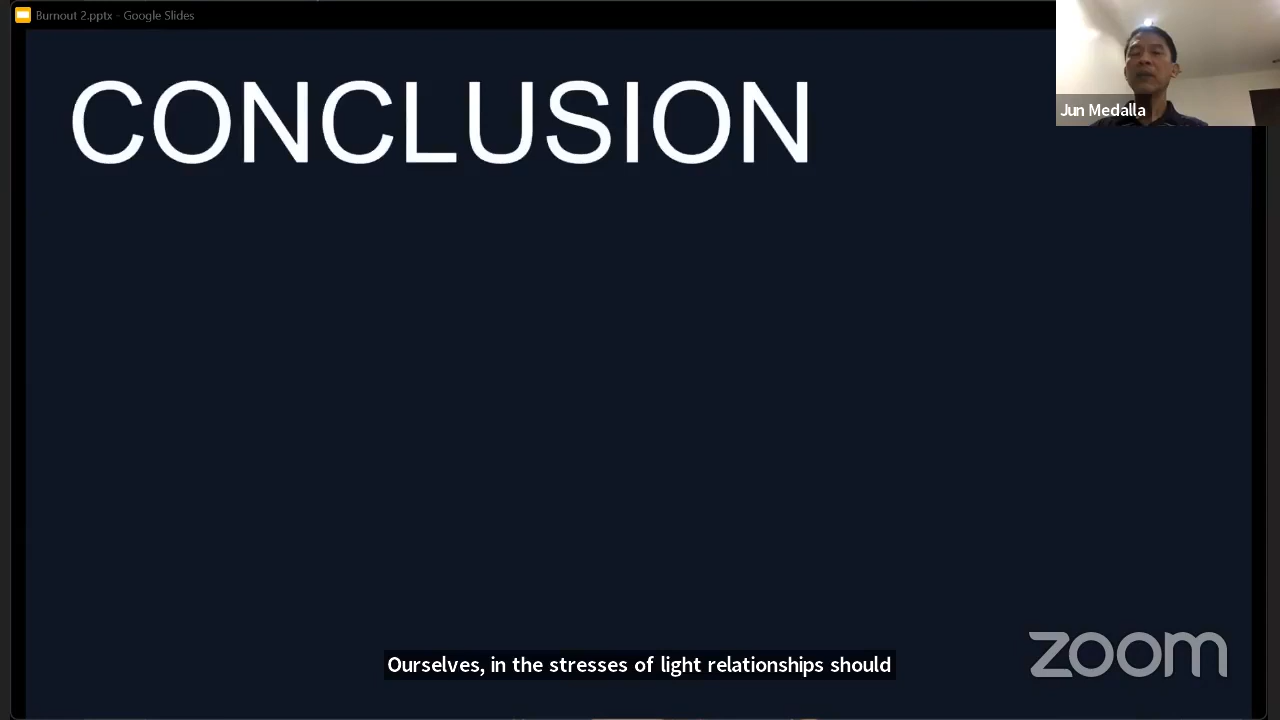 Burnout 2.pptx - Google Slides
CONCLUSION
Jun Medalla
Ourselves, in the stresses of light relationships should
zoom